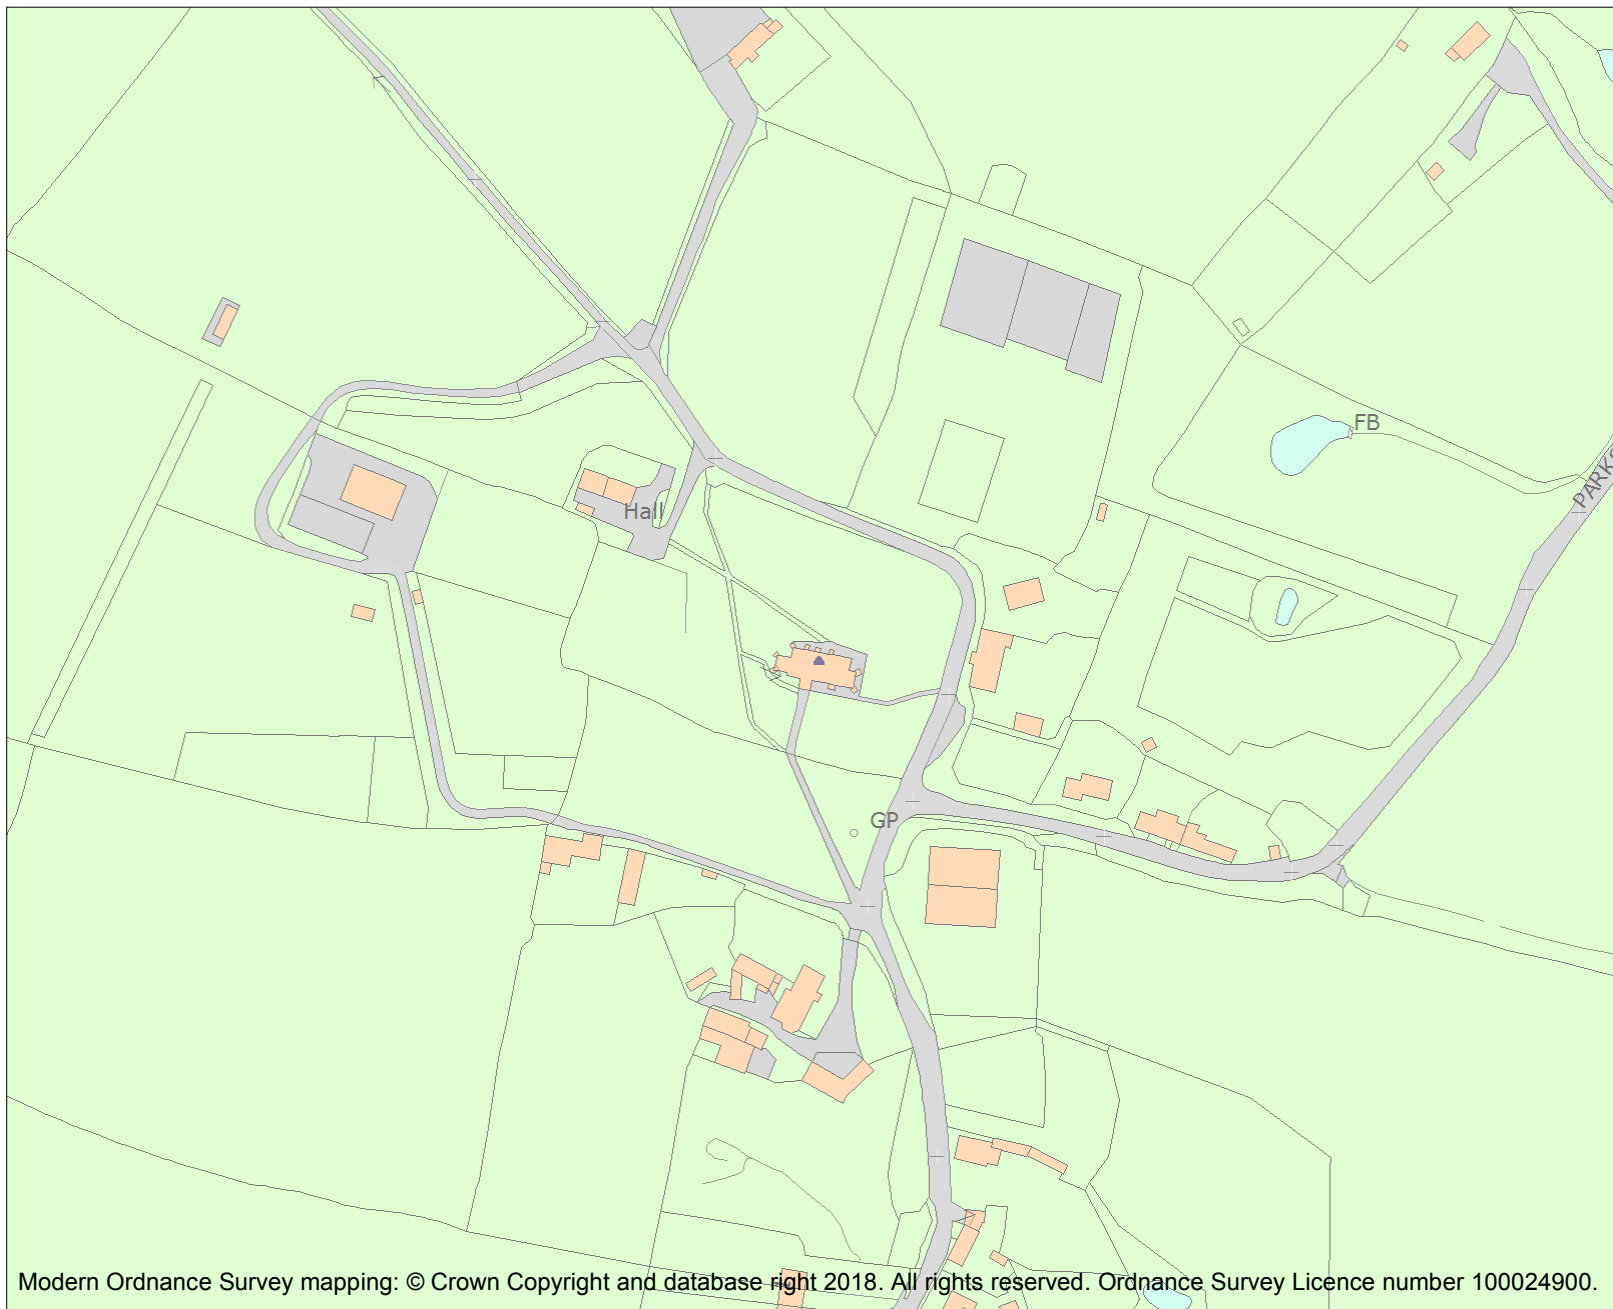 FB
PARKS
Hall
GP
Modern Ordnance Survey mapping: © Crown Copyright and database right 2018. All rights reserved. Ordnance Survey Licence number 100024900.